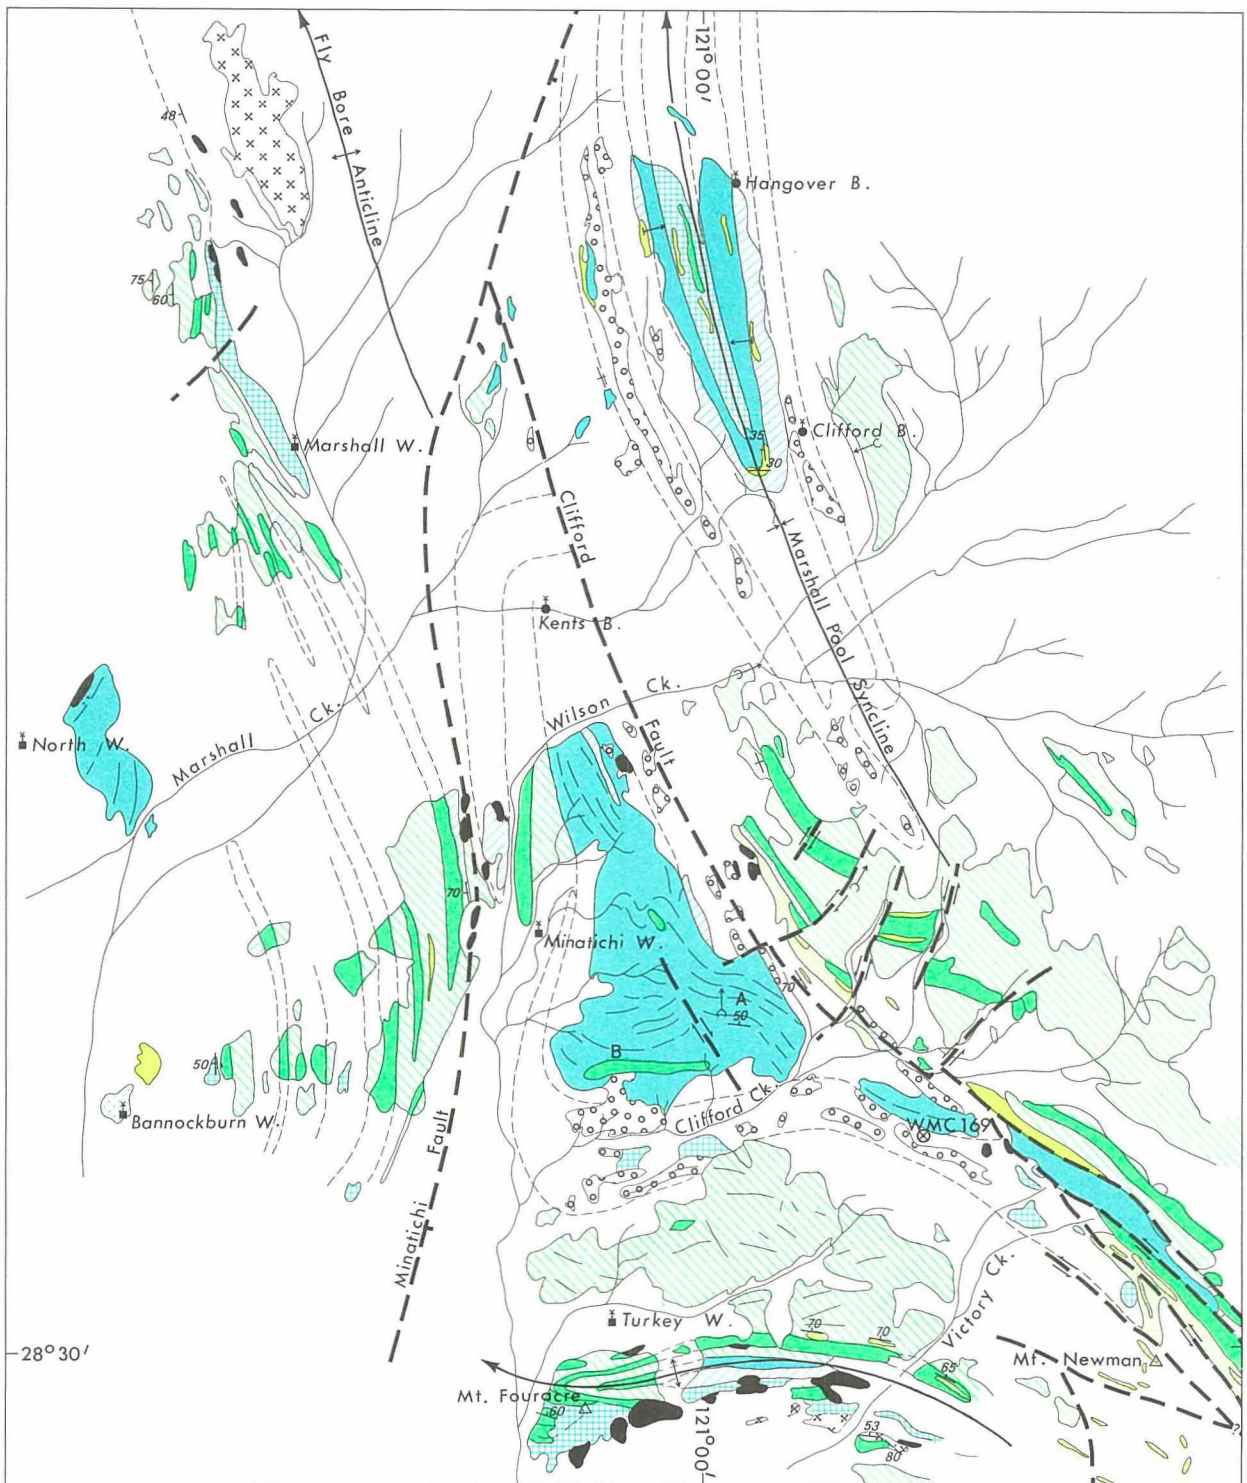 121° 00'
Fly Bore Anticline
48
Hangover B.
75
60
Marshall W.
Clifford B.
35
30
Clifford Fault
Marshall Pool Syncline
Kents B.
Wilson Ck.
North W.
Marshall Ck.
70
Minatichi W.
70
A
50
B
50
Bannockburn W.
Clifford Ck.
WMC 169
Minatichi Fault
Victory Ck.
Turkey W.
70
70
28° 30'
Mt. Newman
65
Mt. Fouracre
60
53
80
?
121° 00'